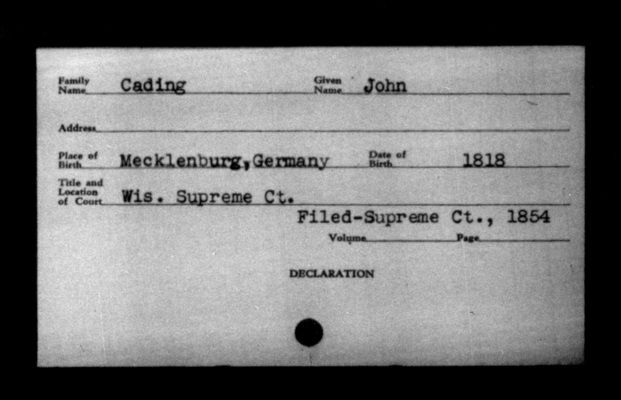 Family Name Cading Given Name John
Address
Place of Birth Mecklenburg, Germany Date of Birth 1818
Title and Location of Court Wis. Supreme Ct.
Filed-Supreme Ct., 1854
Volume Page
DECLARATION